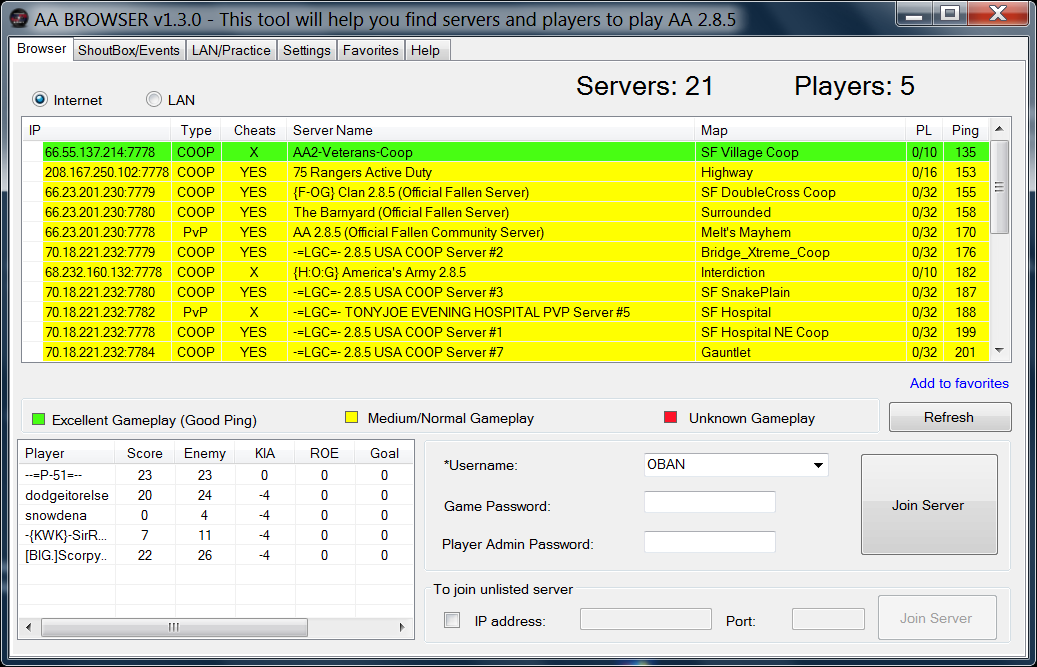 AA BROWSER v1.3.0 - This tool will help you find servers and players to play AA 2.8.5
Browser ShoutBox/Events LAN/Practice Settings Favorites Help
Internet LAN Servers: 21 Players: 5
IP Type Cheats Server Name Map PL Ping
66.55.137.214:7778 COOP X AA2-Veterans-Coop SF Village Coop 0/10 135
208.167.250.102:7778 COOP YES 75 Rangers Active Duty Highway 0/16 153
66.23.201.230:7779 COOP YES {F-OG} Clan 2.8.5 (Official Fallen Server) SF DoubleCross Coop 0/32 155
66.23.201.230:7780 COOP YES The Barnyard (Official Fallen Server) Surrounded 0/32 158
66.23.201.230:7778 PvP YES AA 2.8.5 (Official Fallen Community Server) Melt's Mayhem 0/32 170
70.18.221.232:7779 COOP YES -=LGC=- 2.8.5 USA COOP Server #2 Bridge_Xtreme_Coop 0/32 176
68.232.160.132:7778 COOP X {H:O:G} America's Army 2.8.5 Interdiction 0/10 182
70.18.221.232:7780 COOP YES -=LGC=- 2.8.5 USA COOP Server #3 SF SnakePlain 0/32 187
70.18.221.232:7782 PvP X -=LGC=- TONYJOE EVENING HOSPITAL PVP Server #5 SF Hospital 0/32 188
70.18.221.232:7778 COOP YES -=LGC=- 2.8.5 USA COOP Server #1 SF Hospital NE Coop 0/32 199
70.18.221.232:7784 COOP YES -=LGC=- 2.8.5 USA COOP Server #7 Gauntlet 0/32 201
Add to favorites
Excellent Gameplay (Good Ping) Medium/Normal Gameplay Unknown Gameplay Refresh
Player Score Enemy KIA ROE Goal
--=P-51=-- 23 23 0 0 0
dodgeitorelse 20 24 -4 0 0
snowdena 0 4 -4 0 0
-{KWK}-SirR... 7 11 -4 0 0
[BIG.]Scorpy.. 22 26 -4 0 0
*Username: OBAN
Game Password:
Player Admin Password:
Join Server
To join unlisted server
IP address: Port: Join Server